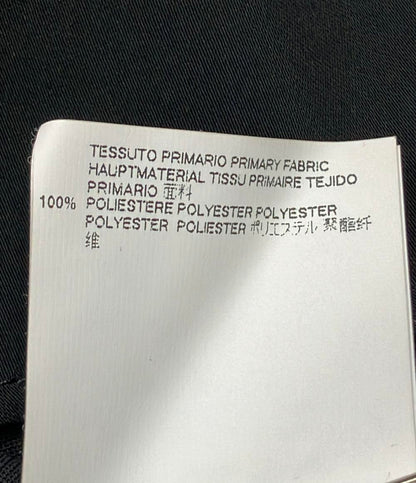 TESSUTO PRIMARIO PRIMARY FABRIC
HAUPTMATERIAL TISSU PRIMAIRE TEJIDO
PRIMARIO 面料
100% POLIESTERE POLYESTER POLYESTER
POLYESTER POLIESTER ポリエステル 聚酯纤
维